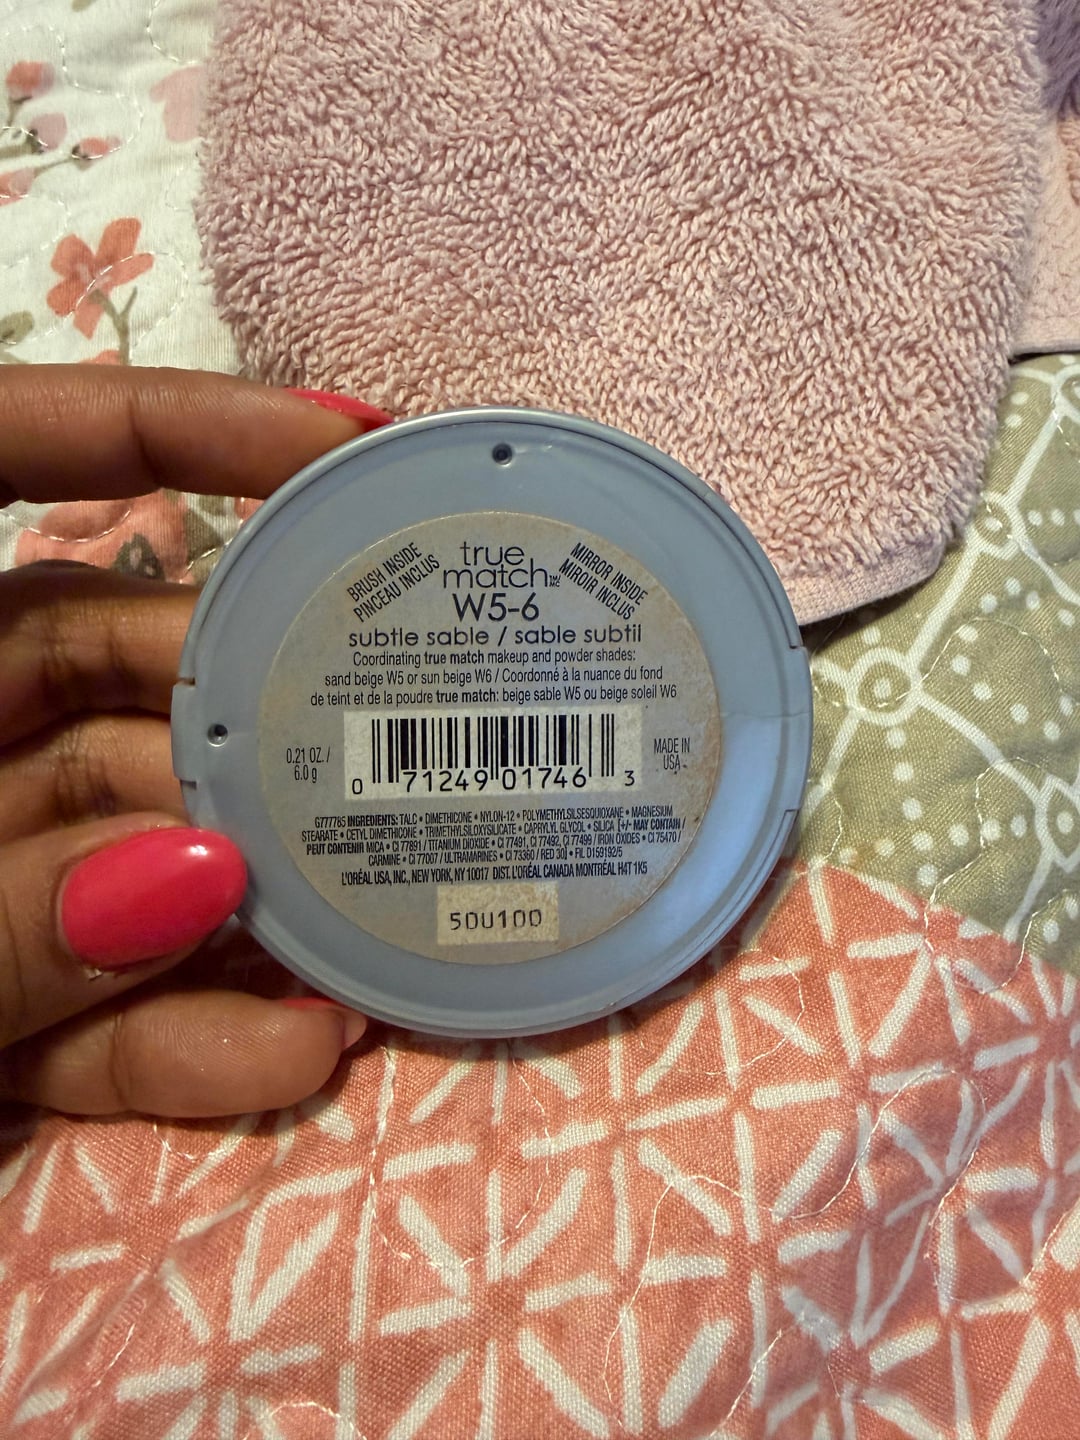 BRUSH INSIDE
PINCEAU INCLUS
true
match™/MC
MIRROR INSIDE
MIROIR INCLUS
W5-6
subtle sable / sable subtil
Coordinating true match makeup and powder shades:
sand beige W5 or sun beige W6 / Coordonné à la nuance du fond
de teint et de la poudre true match: beige sable W5 ou beige soleil W6
0.21 OZ. /
6.0 g
0 71249 01746 3
MADE IN
USA
G777785 INGREDIENTS: TALC • DIMETHICONE • NYLON-12 • POLYMETHYLSILSESQUIOXANE • MAGNESIUM
STEARATE • CETYL DIMETHICONE • TRIMETHYLSILOXYSILICATE • CAPRYLYL GLYCOL • SILICA [+/- MAY CONTAIN /
PEUT CONTENIR MICA • CI 77891 / TITANIUM DIOXIDE • CI 77491, CI 77492, CI 77499 / IRON OXIDES • CI 75470 /
CARMINE • CI 77007 / ULTRAMARINES • CI 73360 / RED 30] • FIL D159192/5
L'ORÉAL USA, INC., NEW YORK, NY 10017 DIST. L'ORÉAL CANADA MONTRÉAL H4T 1K5
50U100